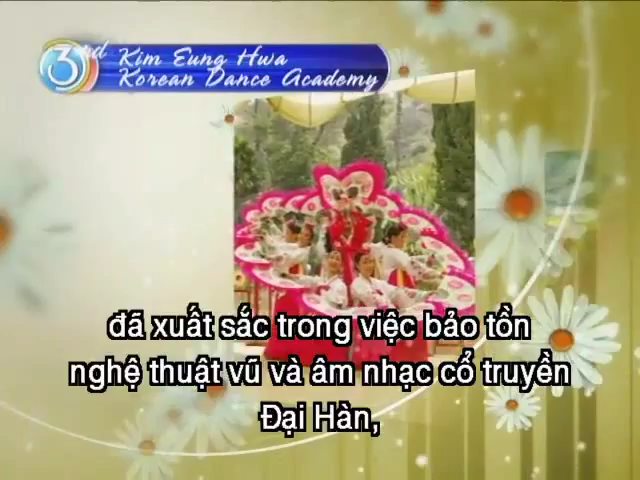 3rd Kim Eung Hwa
Korean Dance Academy
đã xuất sắc trong việc bảo tồn
nghệ thuật vũ và âm nhạc cổ truyền
Đại Hàn,